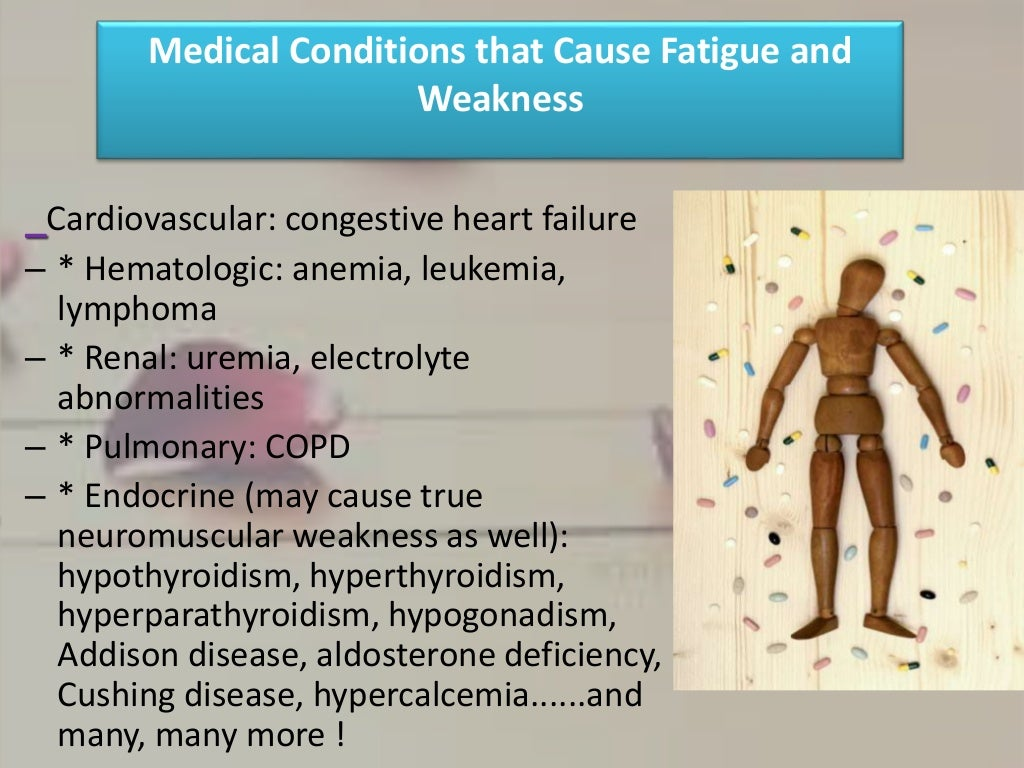 Medical Conditions that Cause Fatigue and
Weakness
_Cardiovascular: congestive heart failure
– * Hematologic: anemia, leukemia,
lymphoma
– * Renal: uremia, electrolyte
abnormalities
– * Pulmonary: COPD
– * Endocrine (may cause true
neuromuscular weakness as well):
hypothyroidism, hyperthyroidism,
hyperparathyroidism, hypogonadism,
Addison disease, aldosterone deficiency,
Cushing disease, hypercalcemia......and
many, many more !